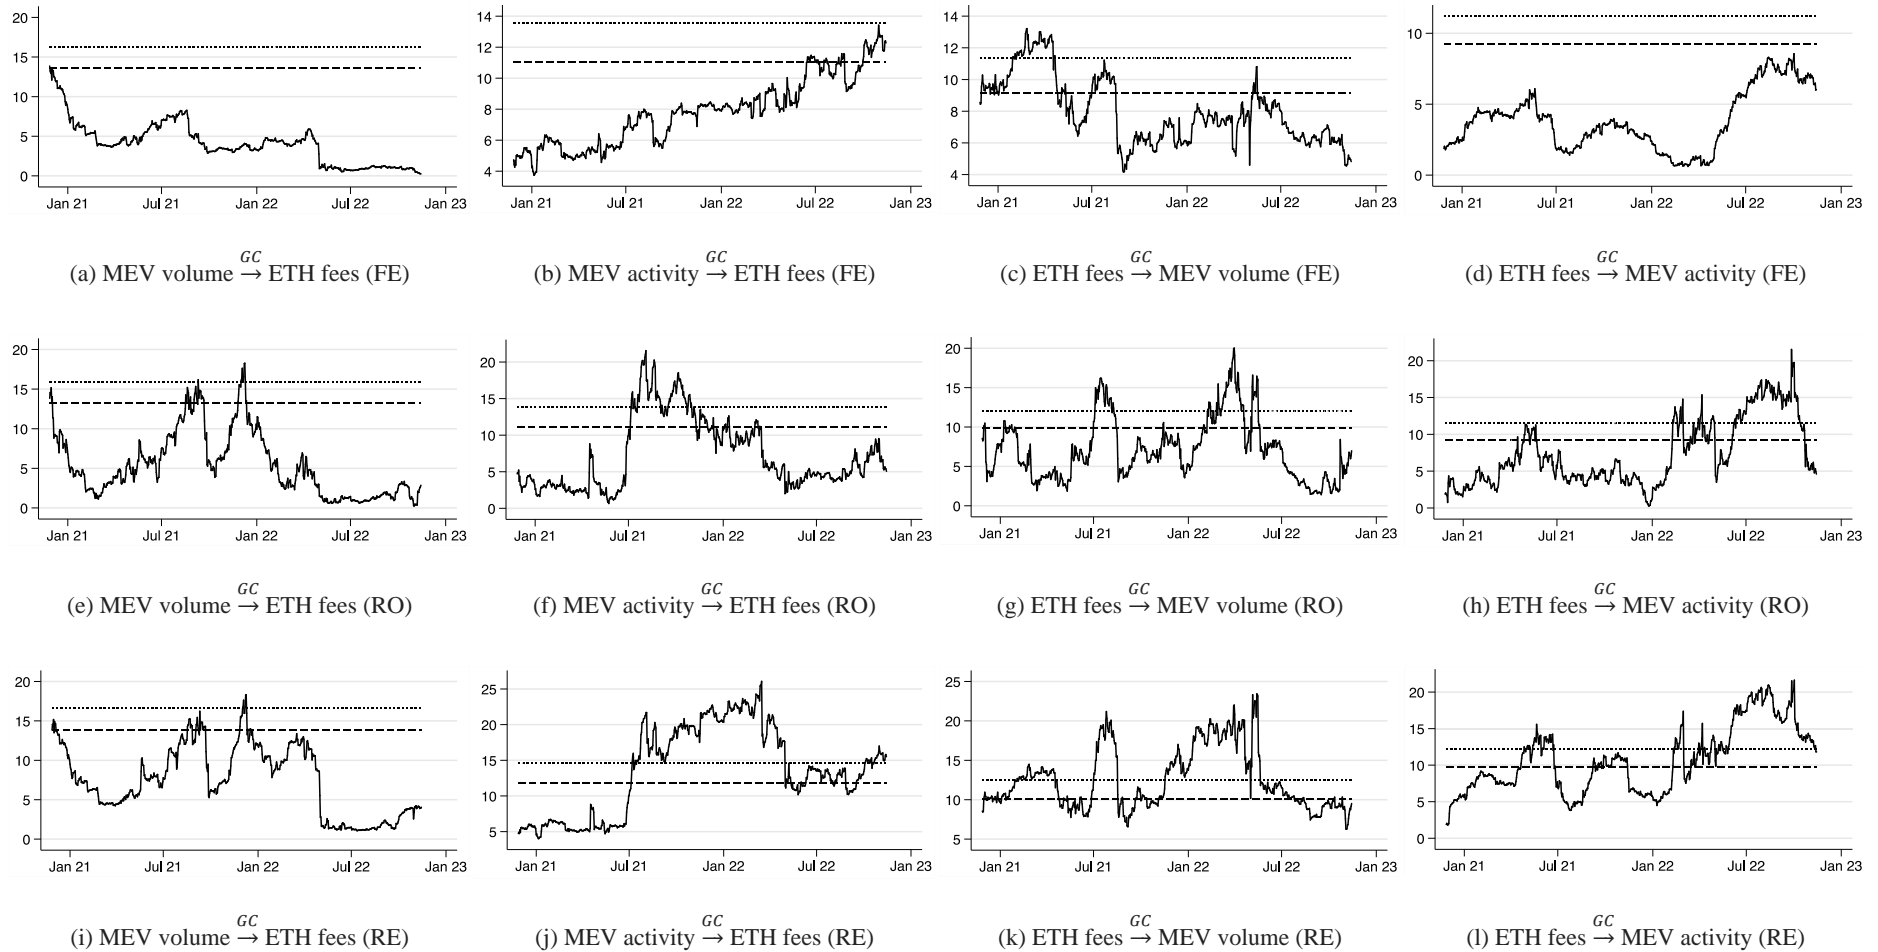 20
15
10
5
0
Jan 21 Jul 21 Jan 22 Jul 22 Jan 23
14
12
10
8
6
4
Jan 21 Jul 21 Jan 22 Jul 22 Jan 23
14
12
10
8
6
4
Jan 21 Jul 21 Jan 22 Jul 22 Jan 23
10
5
0
Jan 21 Jul 21 Jan 22 Jul 22 Jan 23
(a) MEV volume GC→ ETH fees (FE)
(b) MEV activity GC→ ETH fees (FE)
(c) ETH fees GC→ MEV volume (FE)
(d) ETH fees GC→ MEV activity (FE)
20
15
10
5
0
Jan 21 Jul 21 Jan 22 Jul 22 Jan 23
20
15
10
5
0
Jan 21 Jul 21 Jan 22 Jul 22 Jan 23
20
15
10
5
0
Jan 21 Jul 21 Jan 22 Jul 22 Jan 23
20
15
10
5
0
Jan 21 Jul 21 Jan 22 Jul 22 Jan 23
(e) MEV volume GC→ ETH fees (RO)
(f) MEV activity GC→ ETH fees (RO)
(g) ETH fees GC→ MEV volume (RO)
(h) ETH fees GC→ MEV activity (RO)
20
15
10
5
0
Jan 21 Jul 21 Jan 22 Jul 22 Jan 23
25
20
15
10
5
Jan 21 Jul 21 Jan 22 Jul 22 Jan 23
25
20
15
10
5
Jan 21 Jul 21 Jan 22 Jul 22 Jan 23
20
15
10
5
0
Jan 21 Jul 21 Jan 22 Jul 22 Jan 23
(i) MEV volume GC→ ETH fees (RE)
(j) MEV activity GC→ ETH fees (RE)
(k) ETH fees GC→ MEV volume (RE)
(l) ETH fees GC→ MEV activity (RE)